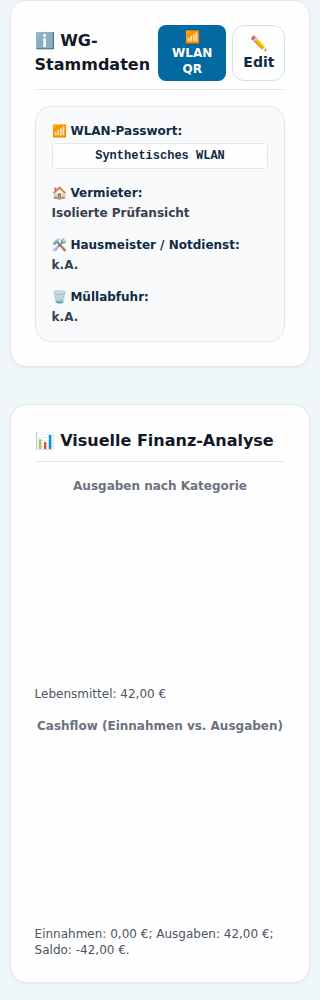 ℹ️ WG-
Stammdaten
📶
WLAN
QR
✏️
Edit
📶 WLAN-Passwort:
Synthetisches WLAN
🏠 Vermieter:
Isolierte Prüfansicht
🛠️ Hausmeister / Notdienst:
k.A.
🗑️ Müllabfuhr:
k.A.
📊 Visuelle Finanz-Analyse
Ausgaben nach Kategorie
Lebensmittel: 42,00 €
Cashflow (Einnahmen vs. Ausgaben)
Einnahmen: 0,00 €; Ausgaben: 42,00 €;
Saldo: -42,00 €.